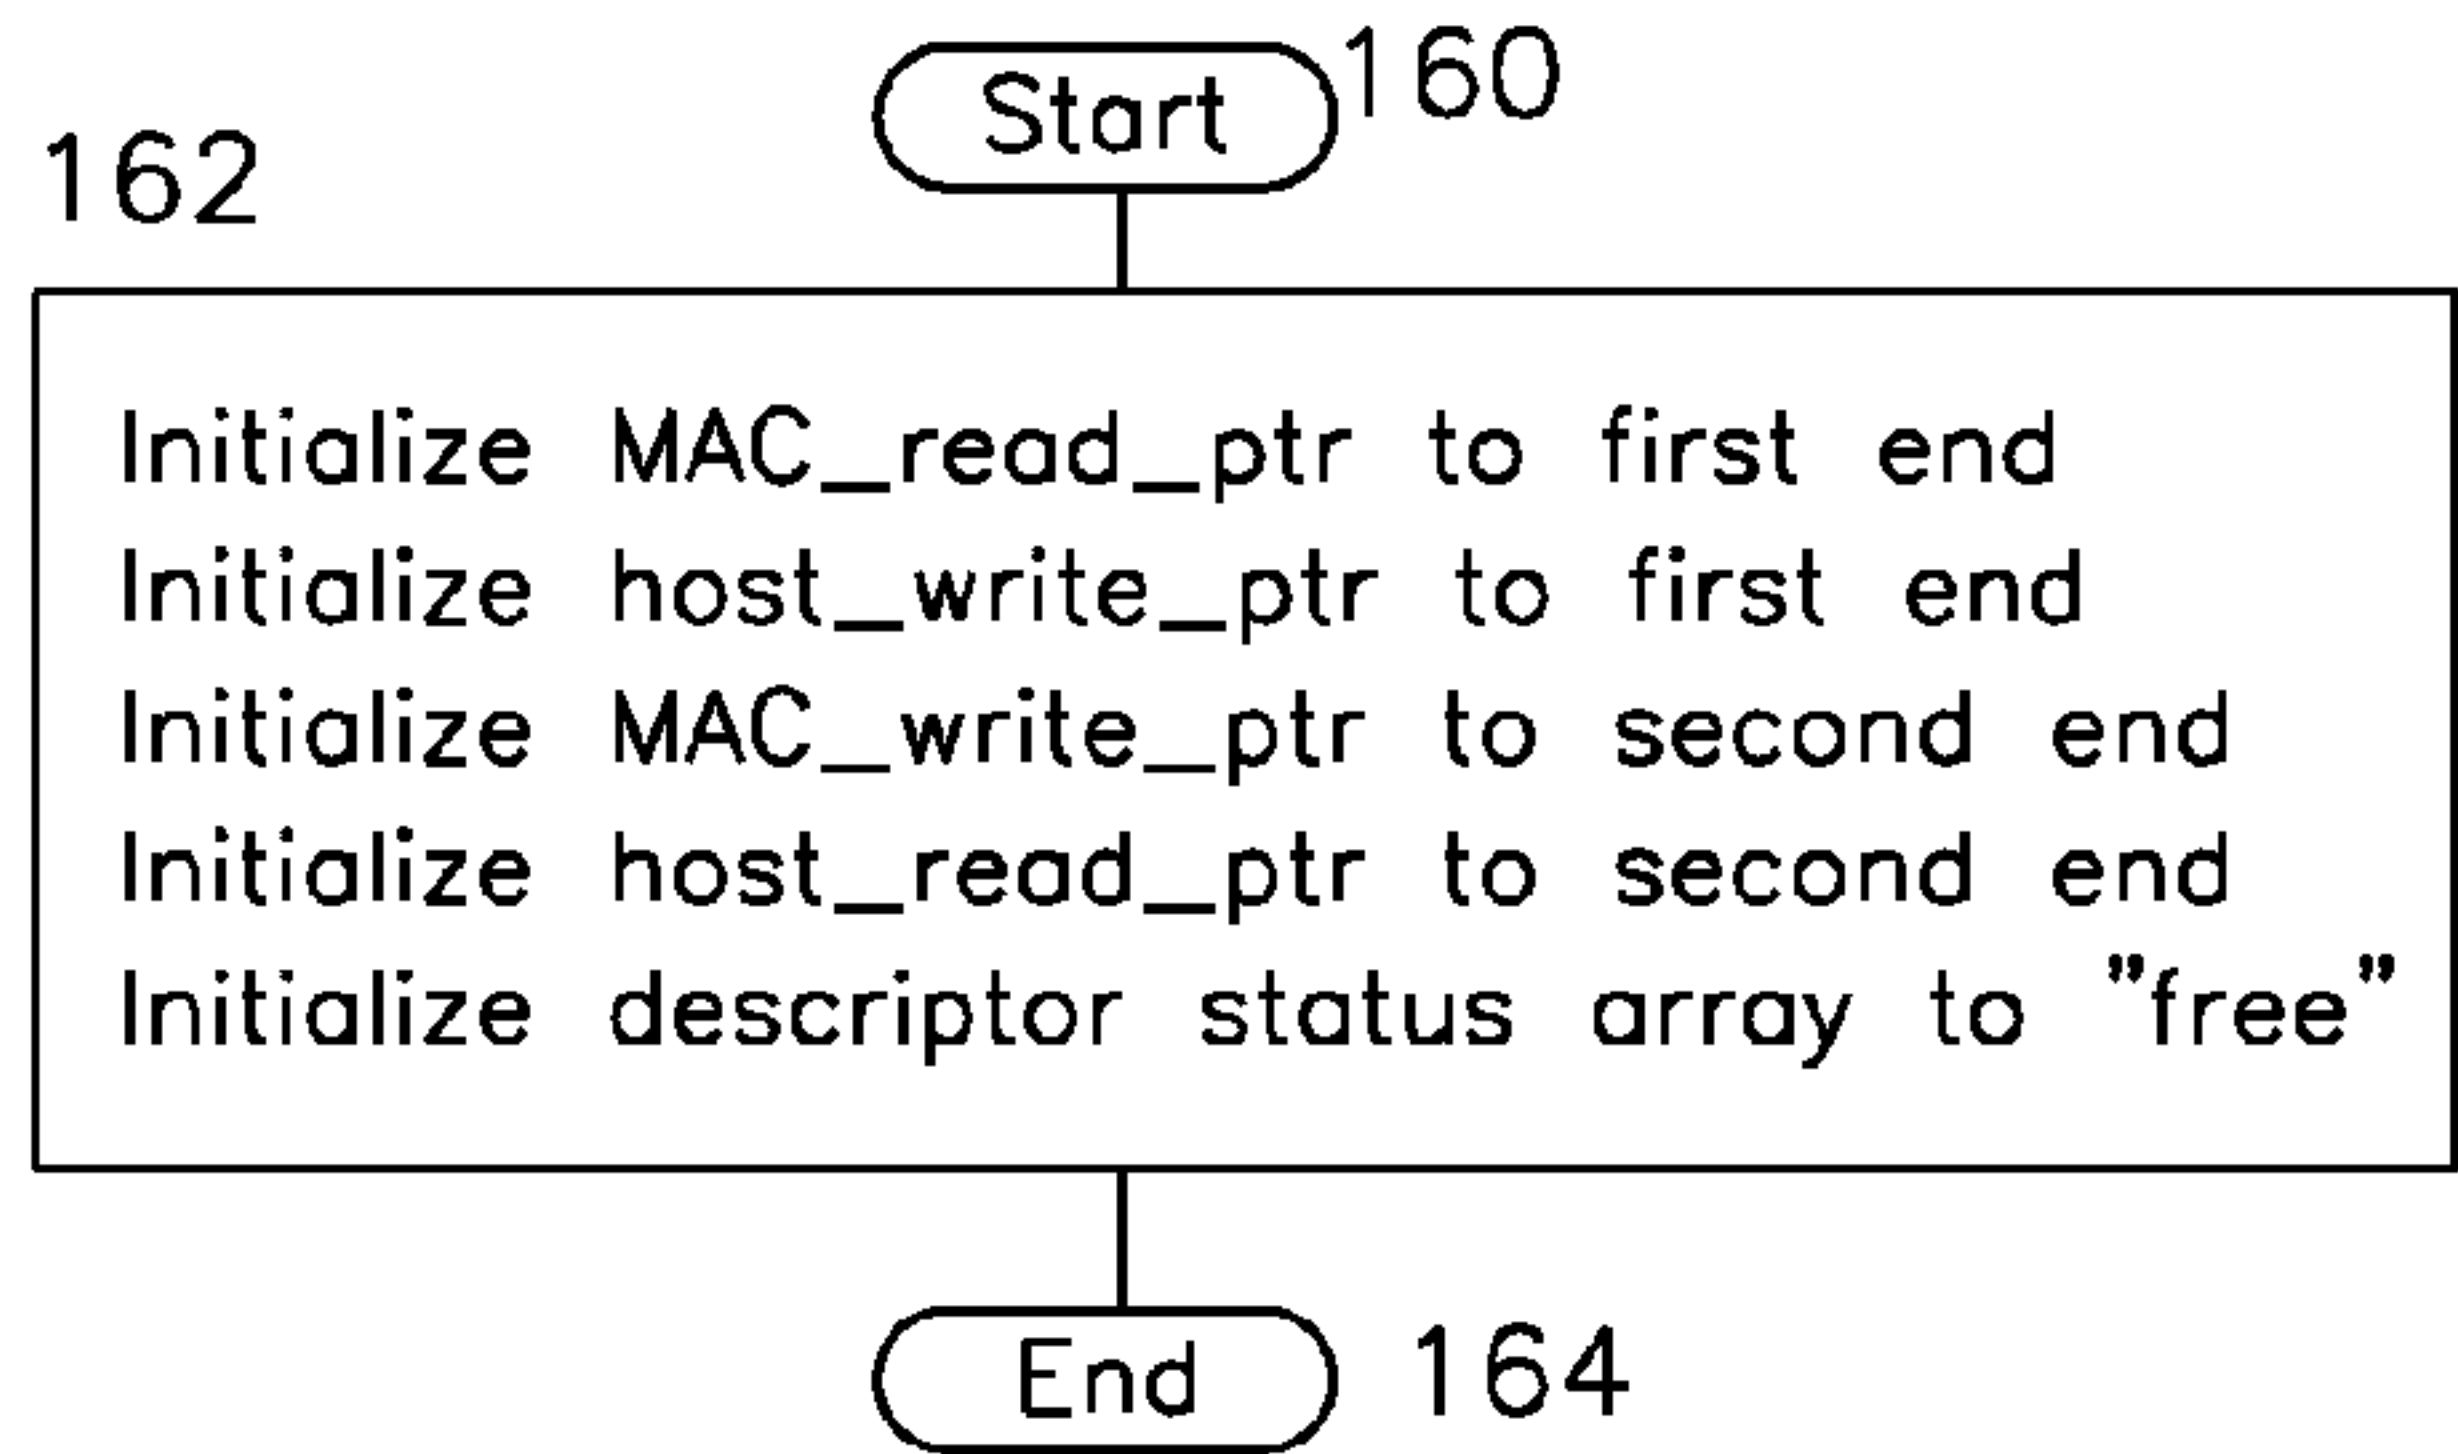 Start 160
162
Initialize MAC_read_ptr to first end
Initialize host_write_ptr to first end
Initialize MAC_write_ptr to second end
Initialize host_read_ptr to second end
Initialize descriptor status array to "free"
End 164